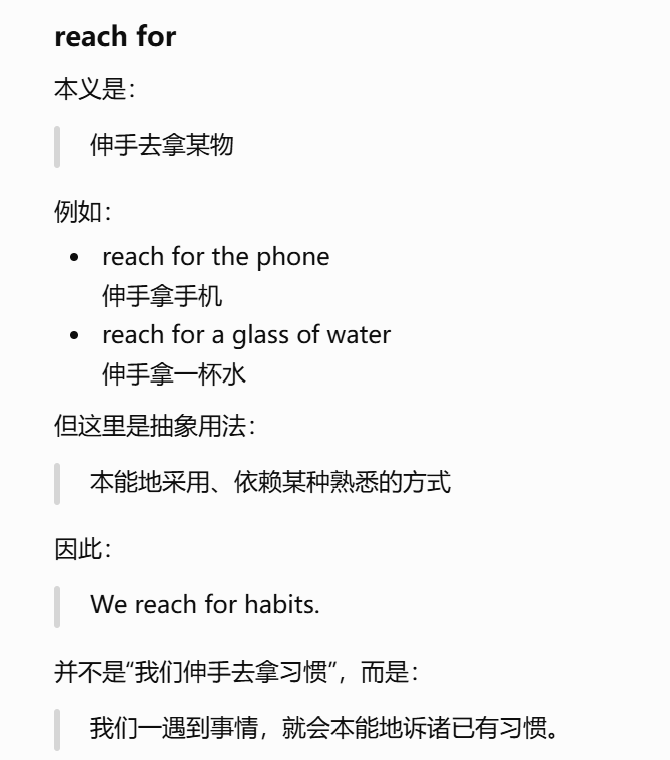 reach for
本义是：
伸手去拿某物
例如：
• reach for the phone
伸手拿手机
• reach for a glass of water
伸手拿一杯水
但这里是抽象用法：
本能地采用、依赖某种熟悉的方式
因此：
We reach for habits.
并不是“我们伸手去拿习惯”，而是：
我们一遇到事情，就会本能地诉诸已有习惯。